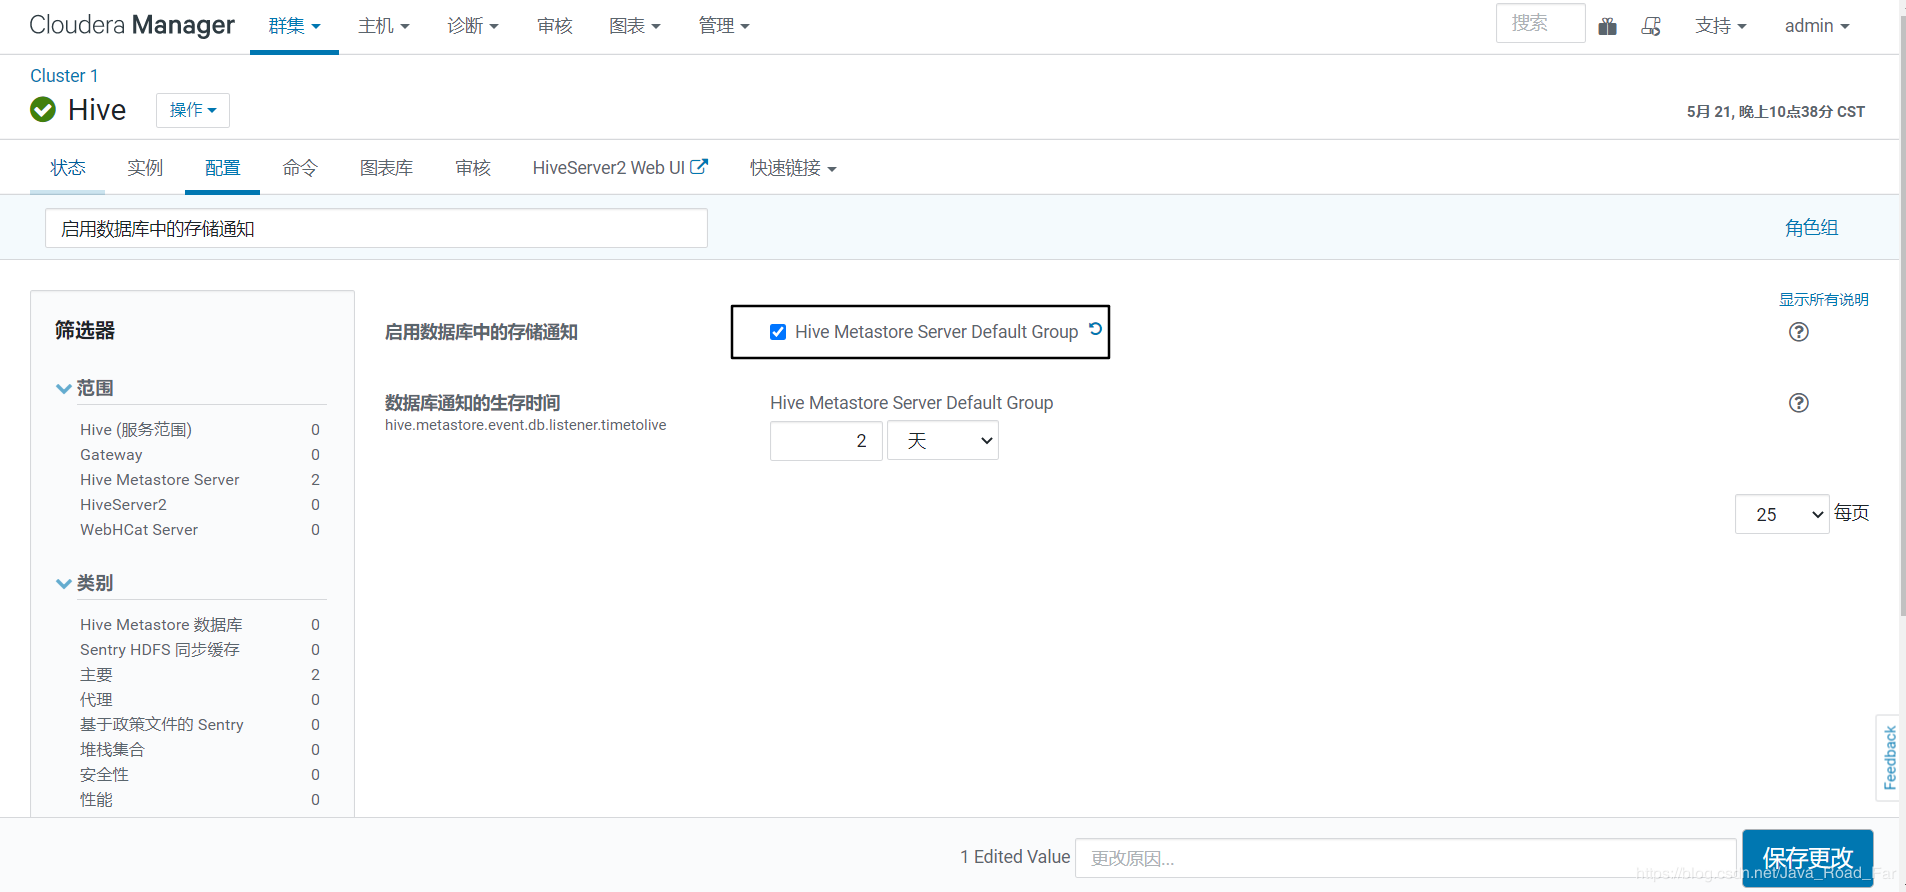 Cloudera Manager 群集 主机 诊断 审核 图表 管理 搜索 支持 admin
Cluster 1
Hive 操作
5月 21, 晚上10点38分 CST
状态 实例 配置 命令 图表库 审核 HiveServer2 Web UI 快速链接
启用数据库中的存储通知 角色组
显示所有说明
筛选器
启用数据库中的存储通知 Hive Metastore Server Default Group
范围
数据库通知的生存时间 Hive Metastore Server Default Group
hive.metastore.event.db.listener.timetolive
2 天
Hive (服务范围) 0
Gateway 0
Hive Metastore Server 2
HiveServer2 0
WebHCat Server 0
25 每页
类别
Hive Metastore 数据库 0
Sentry HDFS 同步缓存 0
主要 2
代理 0
基于政策文件的 Sentry 0
堆栈集合 0
安全性 0
性能 0
Feedback
1 Edited Value 更改原因... 保存更改
https://blog.csdn.net/Java_Road_Far